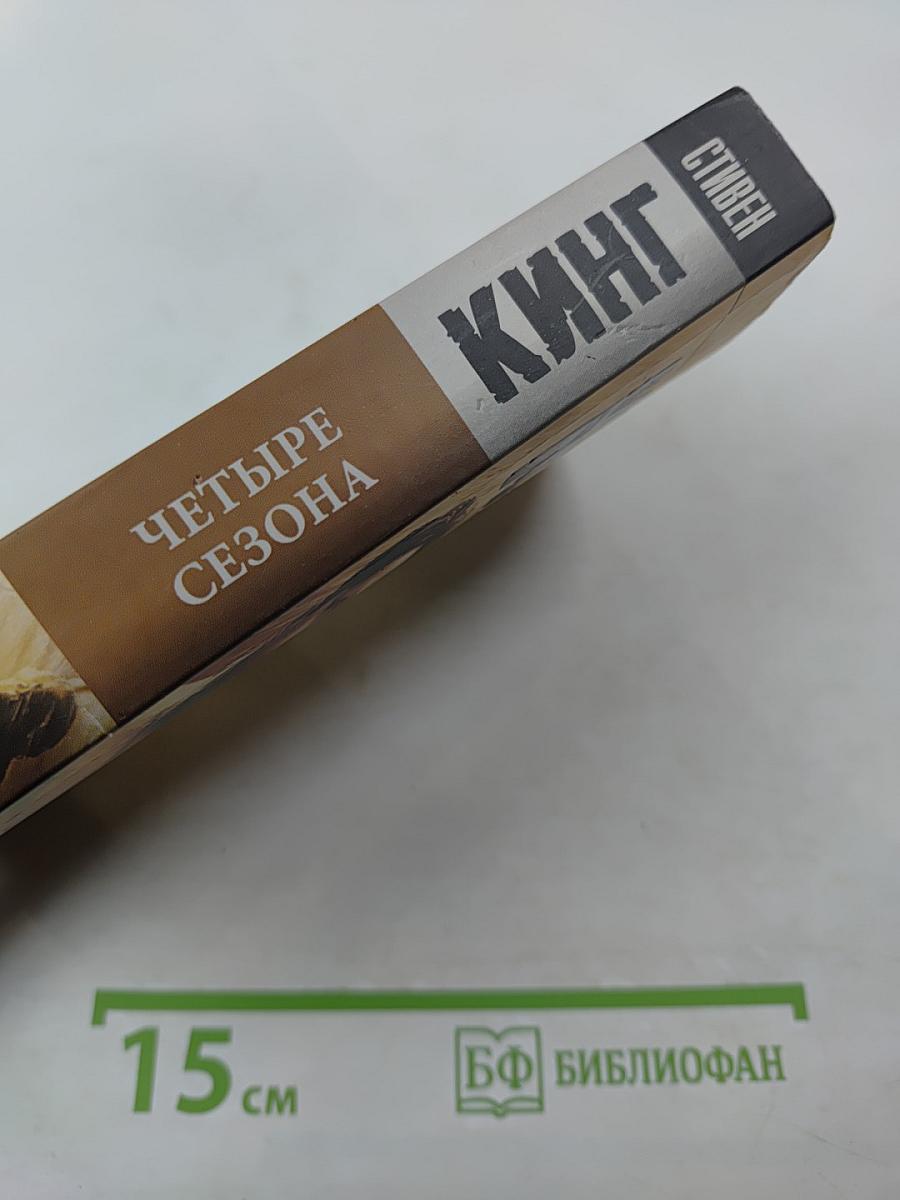 СТИВЕН
КИНГ
ЧЕТЫРЕ
СЕЗОНА
15 см
БФ БИБЛИОФАН